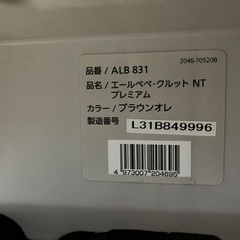 2046-705208
品番 / ALB 831
品名 / エールベベ・クルット NT
プレミアム
カラー / ブラウンオレ
製造番号 L31B849996
4 973007 204695